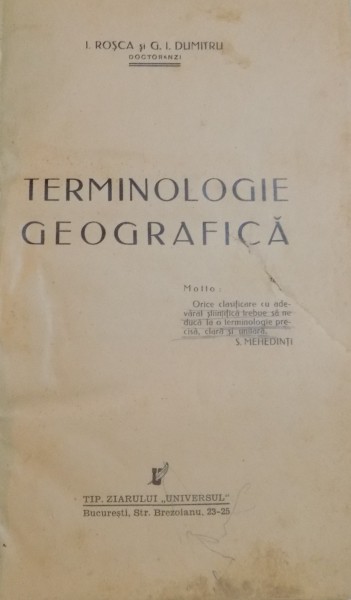 I. ROȘCA și G. I. DUMITRU
DOCTORANZI
TERMINOLOGIE
GEOGRAFICĂ
Motto:
Orice clasificare cu ade-
vărat științifică trebue să ne
ducă la o terminologie pre-
cisă, clară și unitară.
S. MEHEDINȚI
TIP. ZIARULUI „UNIVERSUL"
București, Str. Brezoianu, 23-25